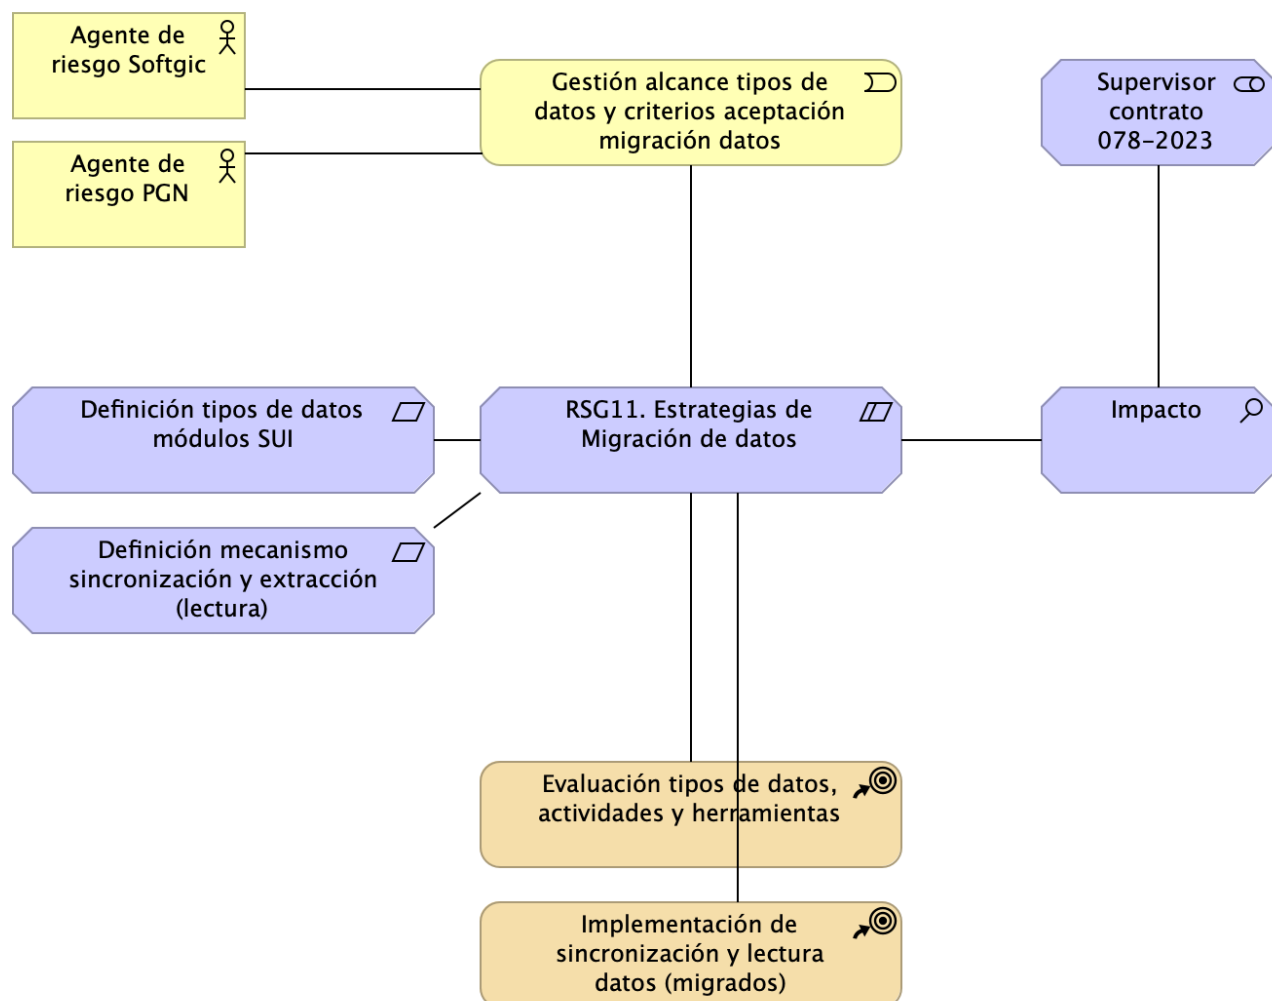 Agente de
riesgo Softgic
Gestión alcance tipos de
datos y criterios aceptación
migración datos
Supervisor
contrato
078-2023
Agente de
riesgo PGN
Definición tipos de datos
módulos SUI
RSG11. Estrategias de
Migración de datos
Impacto
Definición mecanismo
sincronización y extracción
(lectura)
Evaluación tipos de datos,
actividades y herramientas
Implementación de
sincronización y lectura
datos (migrados)